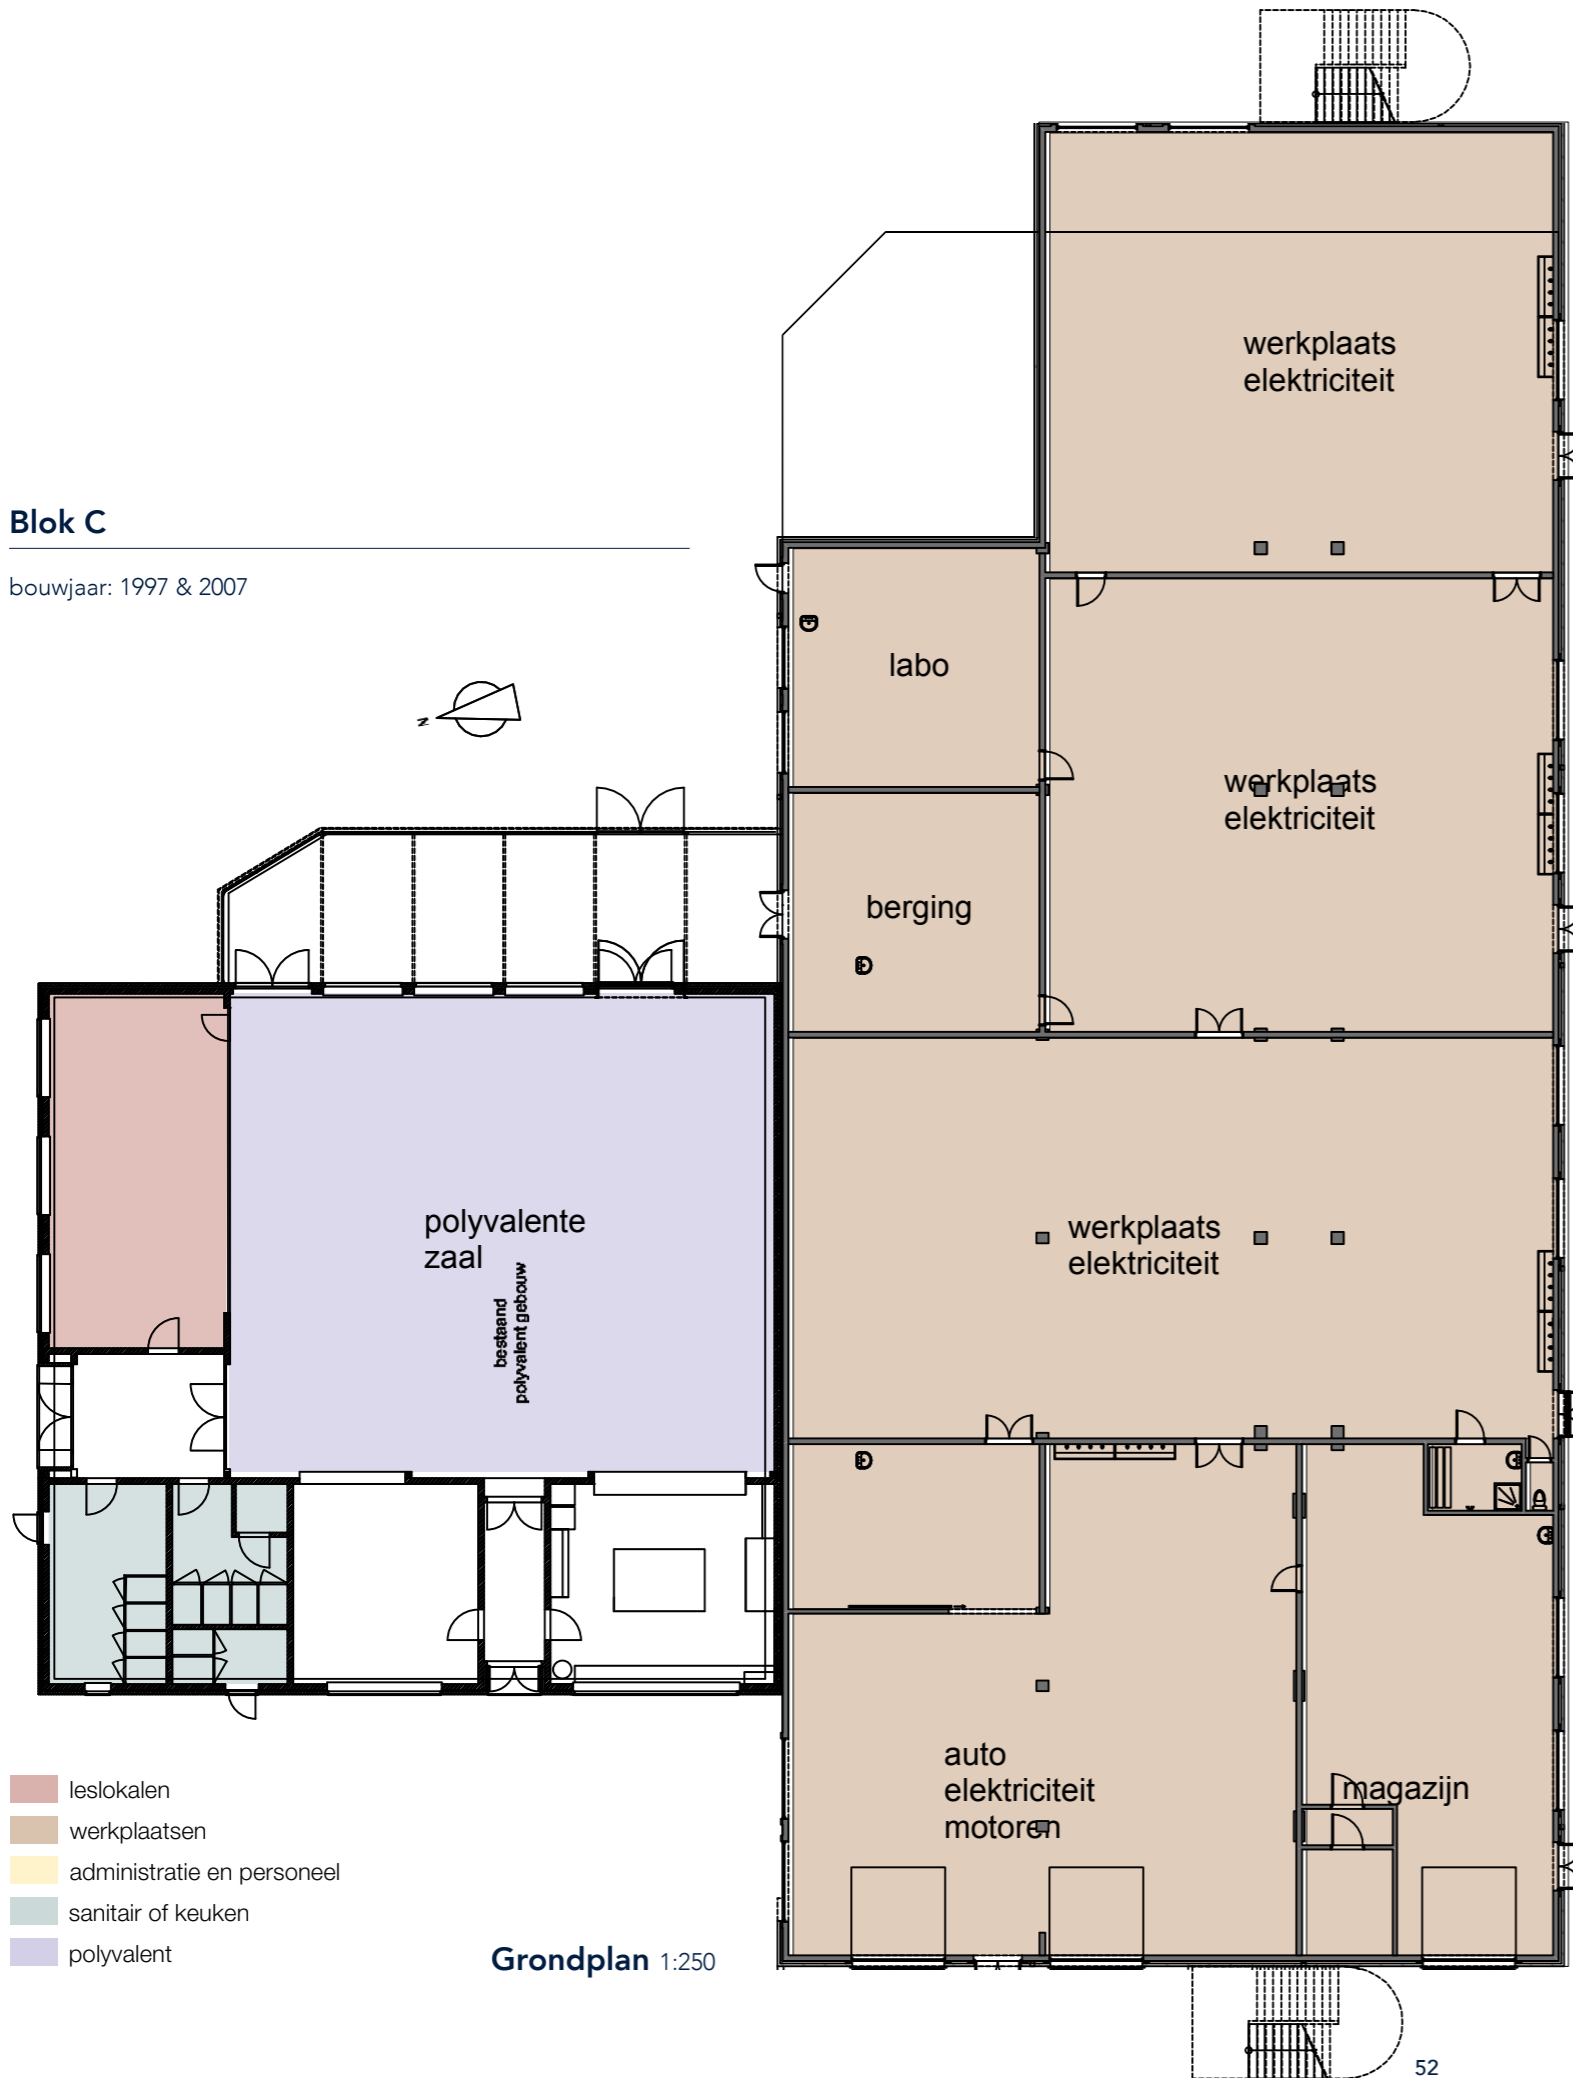 Blok C
bouwjaar: 1997 & 2007
N
werkplaats
elektriciteit
labo
werkplaats
elektriciteit
berging
polyvalente
zaal
bestaand
polyvalent gebouw
werkplaats
elektriciteit
auto
elektriciteit
motoren
magazijn
leslokalen
werkplaatsen
administratie en personeel
sanitair of keuken
polyvalent
Grondplan 1:250
52